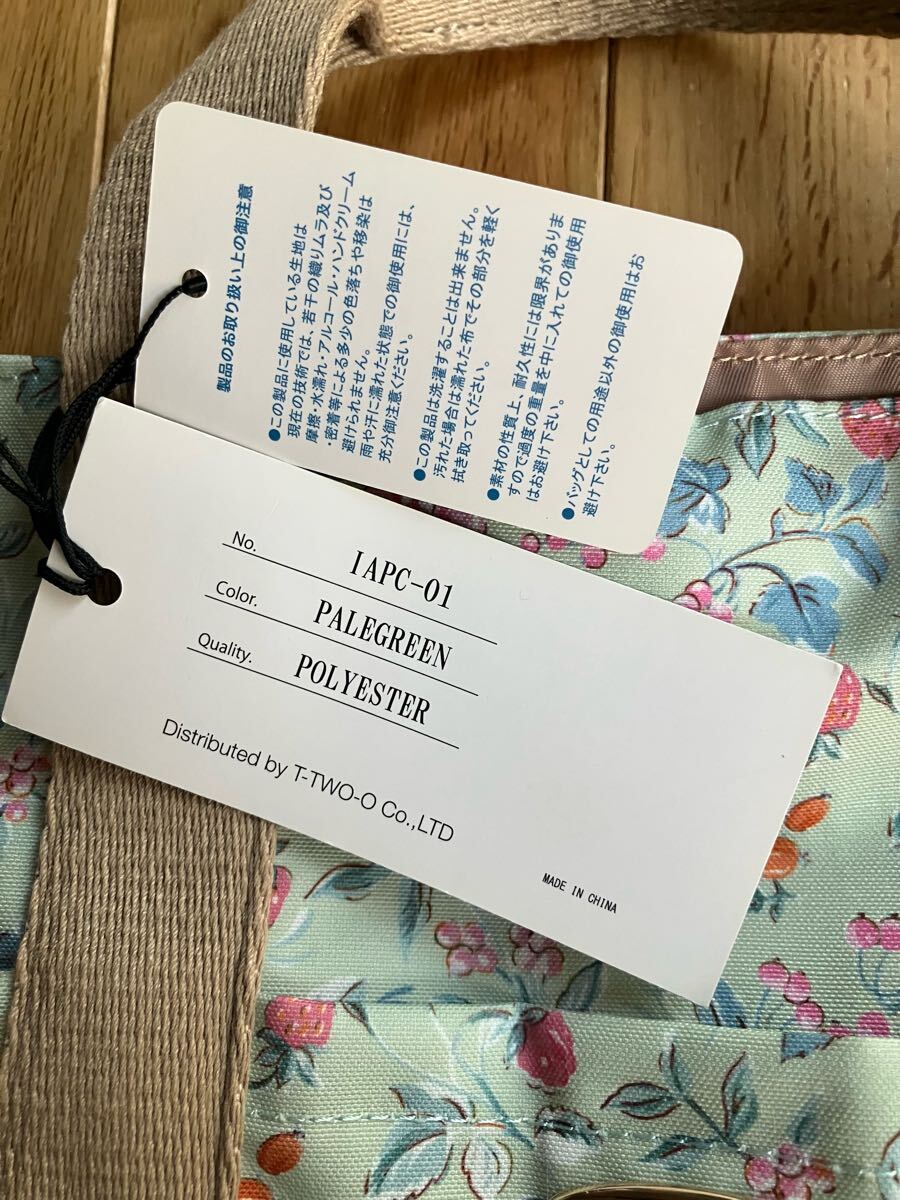 製品のお取り扱い上の御注意
●この製品に使用している生地は
現在の技術では、若干の織りムラ及び
摩擦・水濡れ・アルコール・ハンドクリーム
・密着等による多少の色落ちや移染は
避けられません。
雨や汗に濡れた状態での御使用には、
充分御注意ください。
●この製品は洗濯することは出来ません。
汚れた場合は濡れた布でその部分を軽く
拭き取ってください。
●素材の性質上、耐久性には限界がありま
すので過度の重量を中に入れての御使用
はお避け下さい。
●バッグとしての用途以外の御使用はお
避け下さい。
No. IAPC-01
Color. PALEGREEN
Quality. POLYESTER
Distributed by T-TWO-O Co.,LTD
MADE IN CHINA